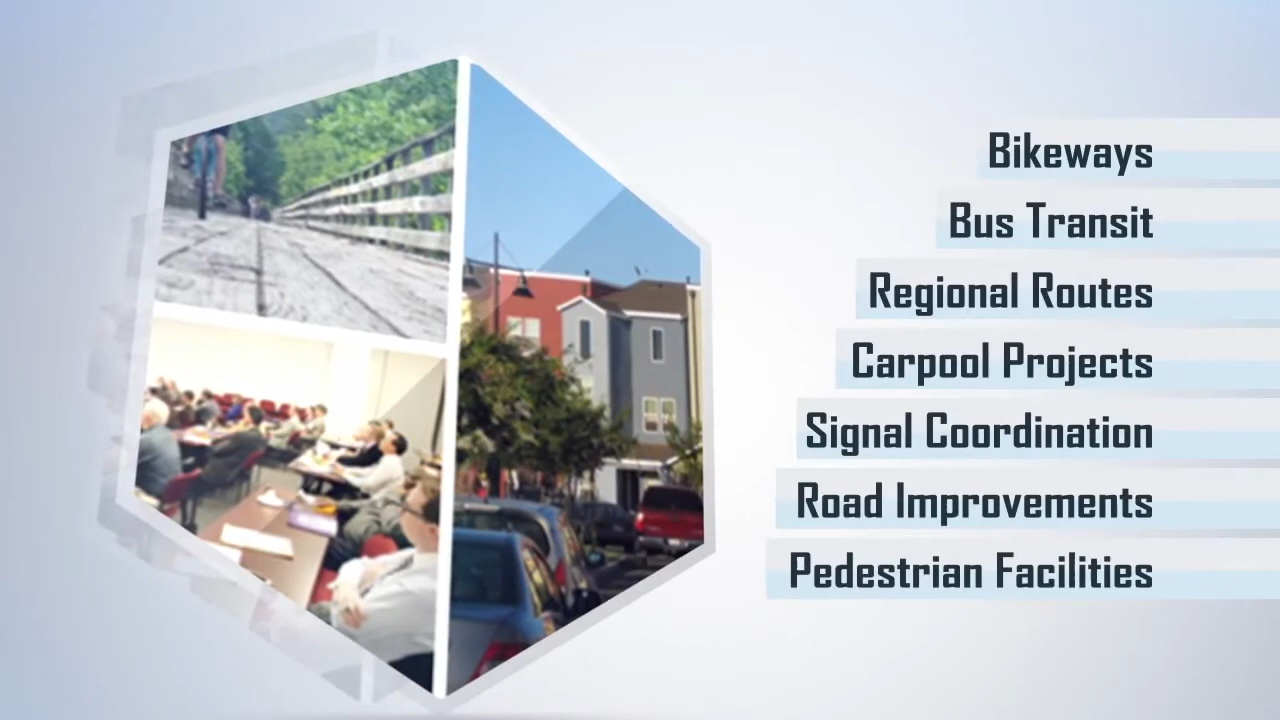 Bikeways
Bus Transit
Regional Routes
Carpool Projects
Signal Coordination
Road Improvements
Pedestrian Facilities